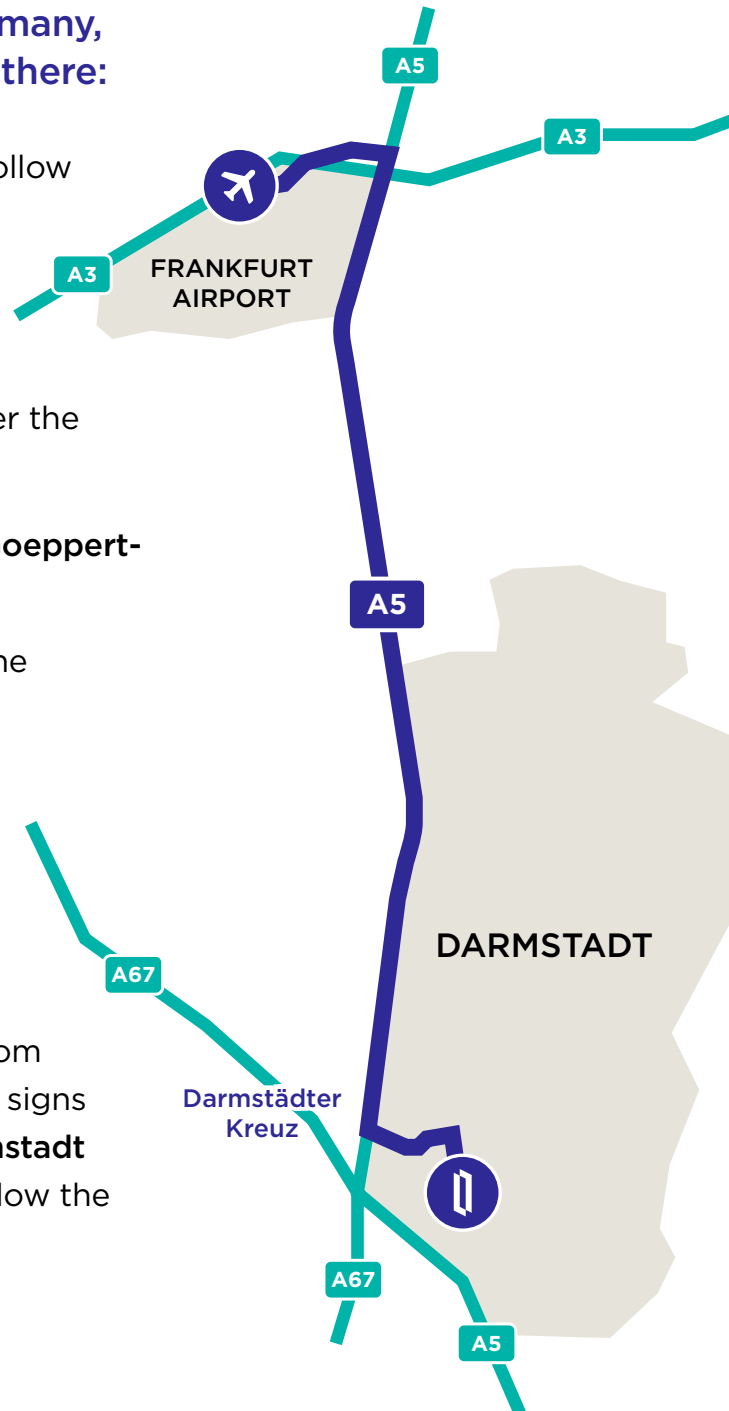 many,
there:
A5
A3
ollow
A3
FRANKFURT
AIRPORT
er the
oeppert-
A5
ne
DARMSTADT
A67
om
signs
Darmstädter
Kreuz
nstadt
low the
A67
A5